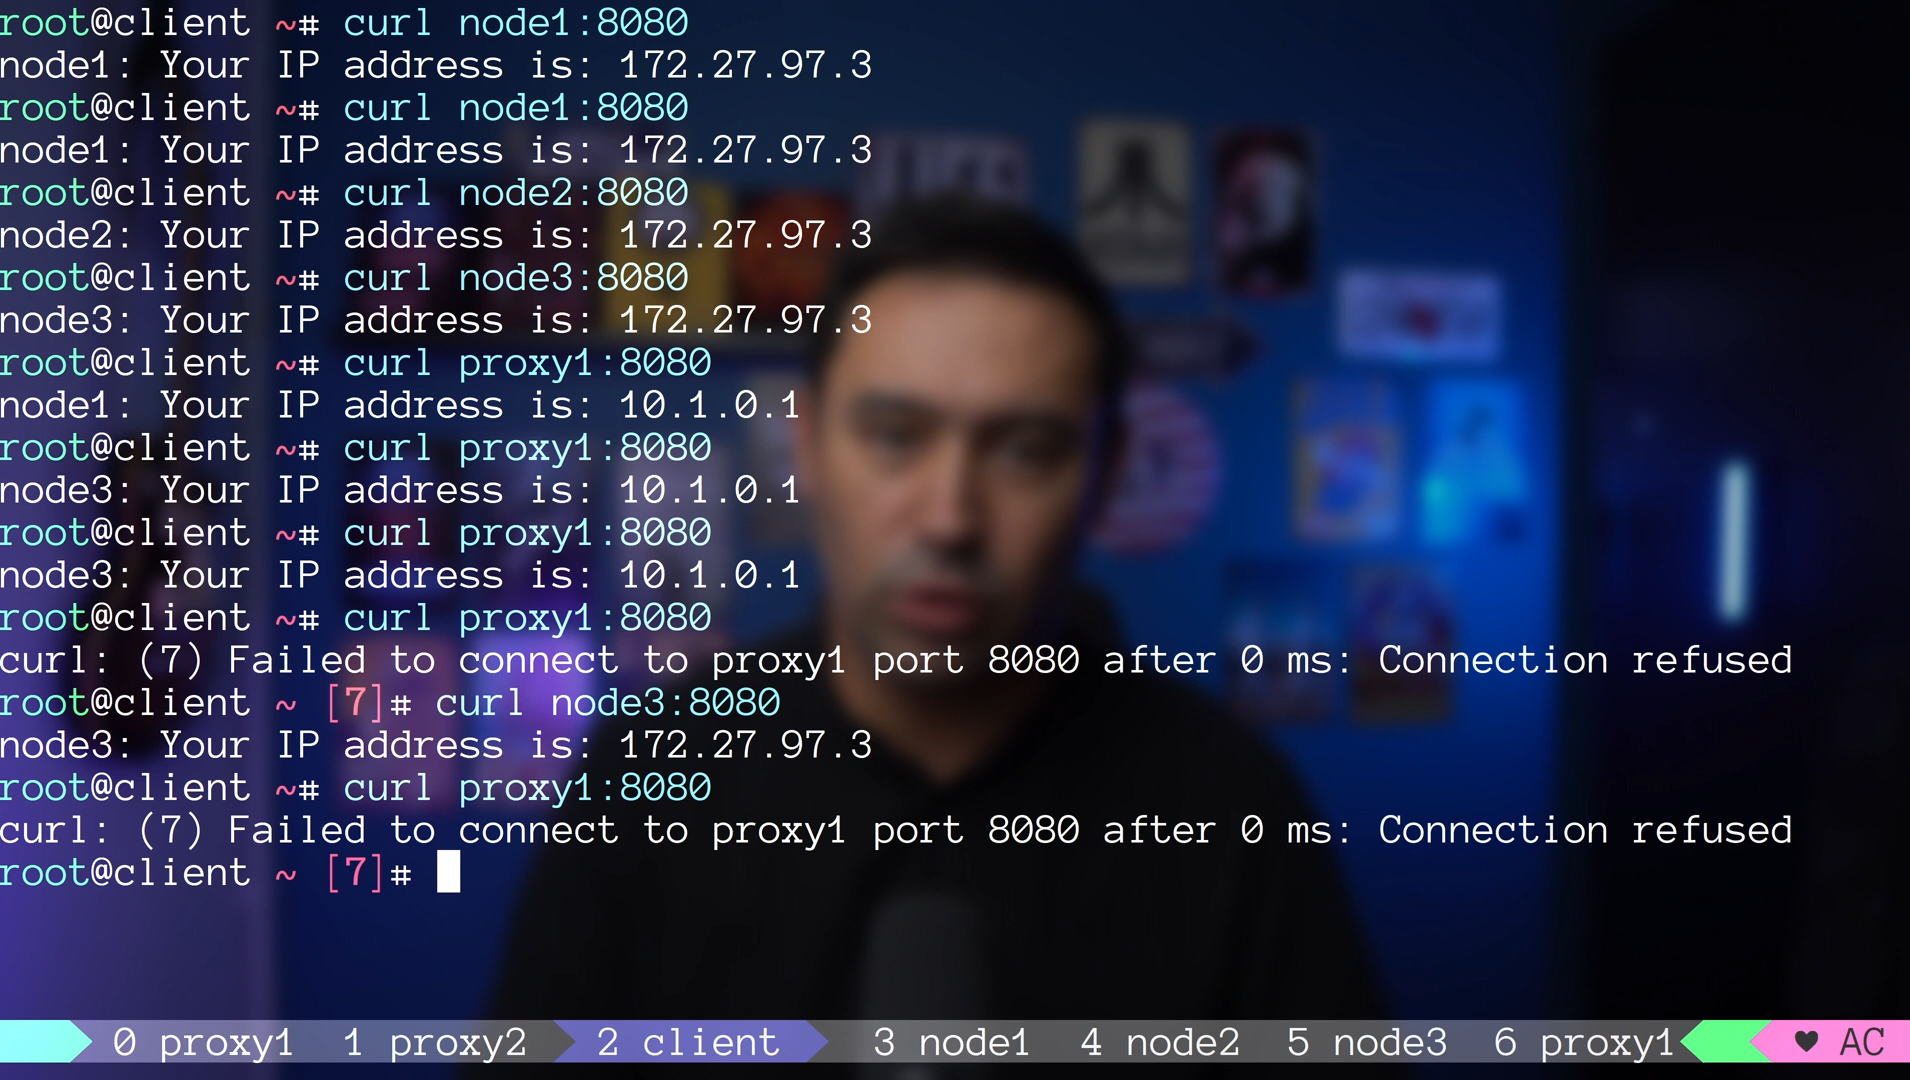 root@client ~# curl node1:8080
node1: Your IP address is: 172.27.97.3
root@client ~# curl node1:8080
node1: Your IP address is: 172.27.97.3
root@client ~# curl node2:8080
node2: Your IP address is: 172.27.97.3
root@client ~# curl node3:8080
node3: Your IP address is: 172.27.97.3
root@client ~# curl proxy1:8080
node1: Your IP address is: 10.1.0.1
root@client ~# curl proxy1:8080
node3: Your IP address is: 10.1.0.1
root@client ~# curl proxy1:8080
node3: Your IP address is: 10.1.0.1
root@client ~# curl proxy1:8080
curl: (7) Failed to connect to proxy1 port 8080 after 0 ms: Connection refused
root@client ~ [7]# curl node3:8080
node3: Your IP address is: 172.27.97.3
root@client ~# curl proxy1:8080
curl: (7) Failed to connect to proxy1 port 8080 after 0 ms: Connection refused
root@client ~ [7]#
0 proxy1 1 proxy2 2 client 3 node1 4 node2 5 node3 6 proxy1 ♥ AC